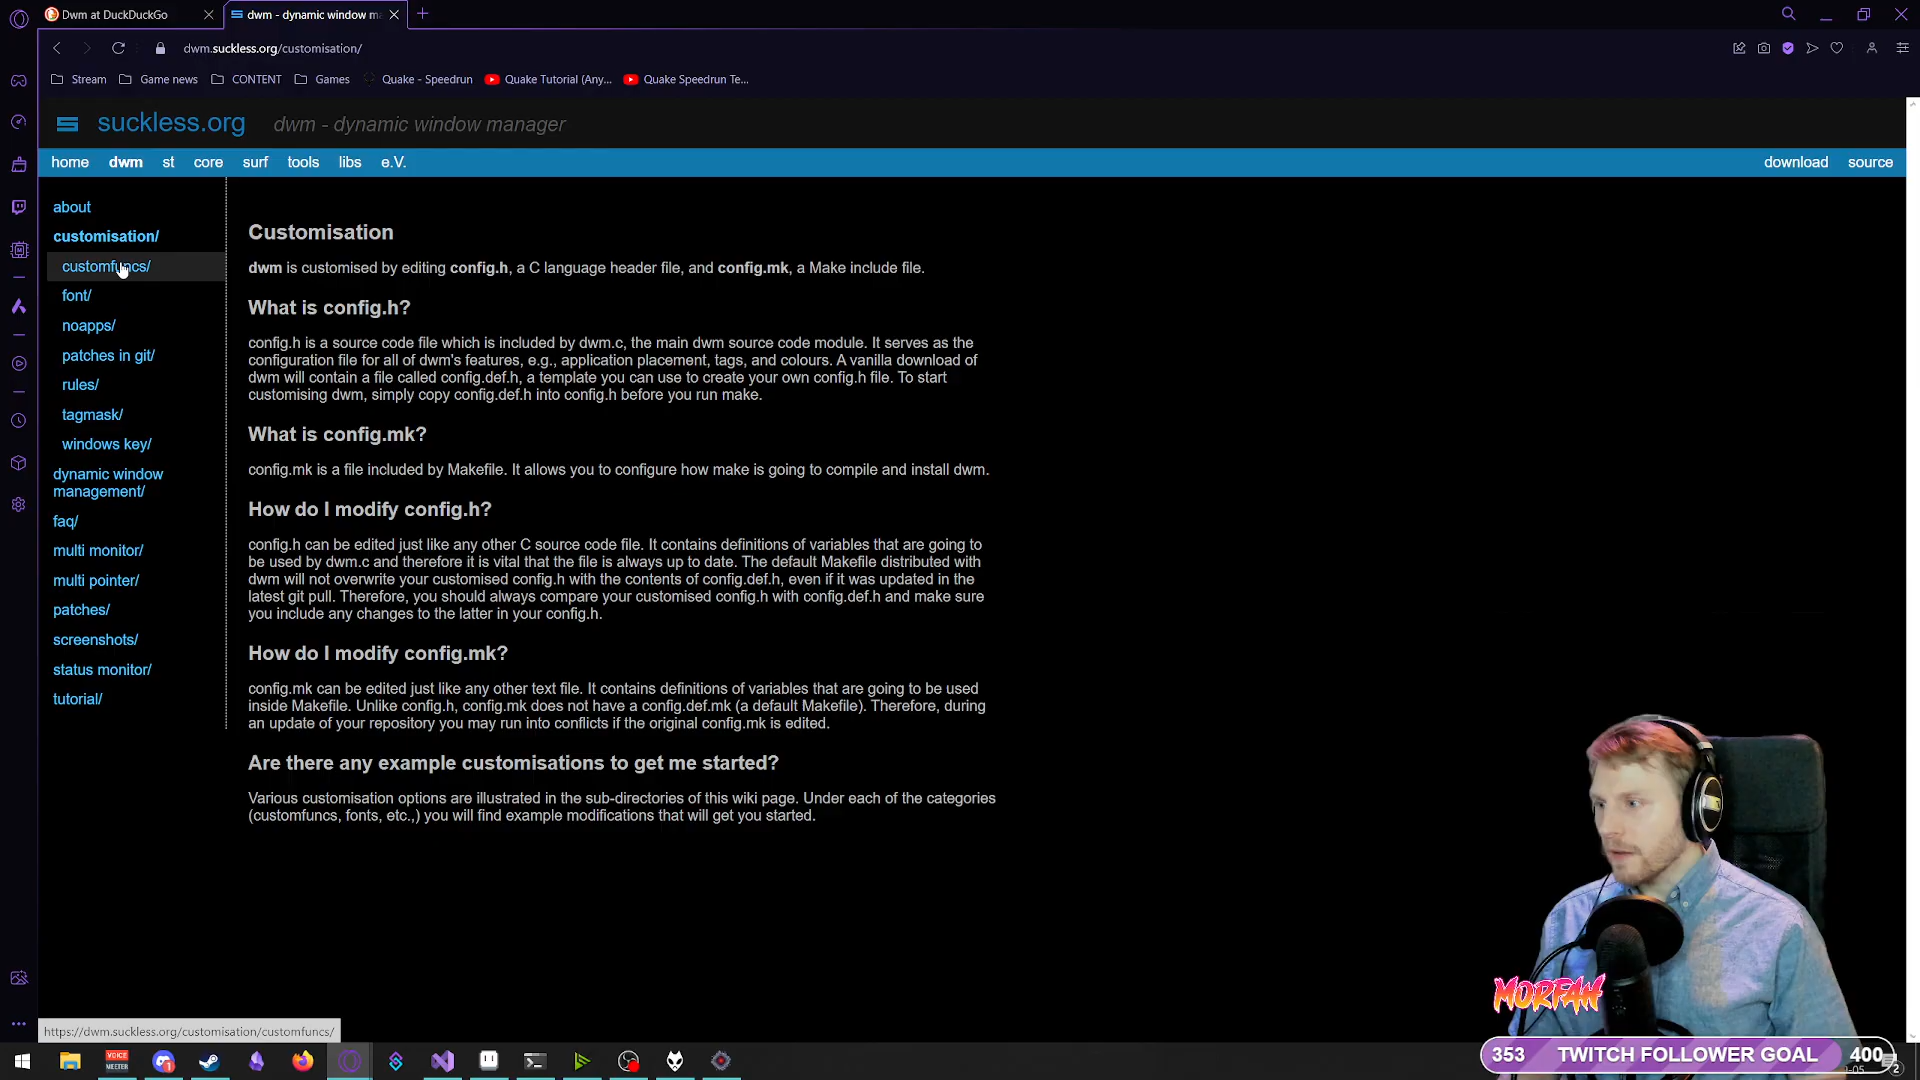 Dwm at DuckDuckGo
dwm - dynamic window m
dwm.suckless.org/customisation/
Stream
Game news
CONTENT
Games
Quake - Speedrun
Quake Tutorial (Any...
Quake Speedrun Te...
suckless.org
dwm - dynamic window manager
home dwm st core surf tools libs e.V.
download source
about
customisation/
customfuncs/
font/
noapps/
patches in git/
rules/
tagmask/
windows key/
dynamic window
management/
faq/
multi monitor/
multi pointer/
patches/
screenshots/
status monitor/
tutorial/
Customisation
dwm is customised by editing config.h, a C language header file, and config.mk, a Make include file.
What is config.h?
config.h is a source code file which is included by dwm.c, the main dwm source code module. It serves as the
configuration file for all of dwm's features, e.g., application placement, tags, and colours. A vanilla download of
dwm will contain a file called config.def.h, a template you can use to create your own config.h file. To start
customising dwm, simply copy config.def.h into config.h before you run make.
What is config.mk?
config.mk is a file included by Makefile. It allows you to configure how make is going to compile and install dwm.
How do I modify config.h?
config.h can be edited just like any other C source code file. It contains definitions of variables that are going to
be used by dwm.c and therefore it is vital that the file is always up to date. The default Makefile distributed with
dwm will not overwrite your customised config.h with the contents of config.def.h, even if it was updated in the
latest git pull. Therefore, you should always compare your customised config.h with config.def.h and make sure
you include any changes to the latter in your config.h.
How do I modify config.mk?
config.mk can be edited just like any other text file. It contains definitions of variables that are going to be used
inside Makefile. Unlike config.h, config.mk does not have a config.def.mk (a default Makefile). Therefore, during
an update of your repository you may run into conflicts if the original config.mk is edited.
Are there any example customisations to get me started?
Various customisation options are illustrated in the sub-directories of this wiki page. Under each of the categories
(customfuncs, fonts, etc.,) you will find example modifications that will get you started.
MORFAH
https://dwm.suckless.org/customisation/customfuncs/
VOICE
MEETER
353 TWITCH FOLLOWER GOAL 400
-05
2